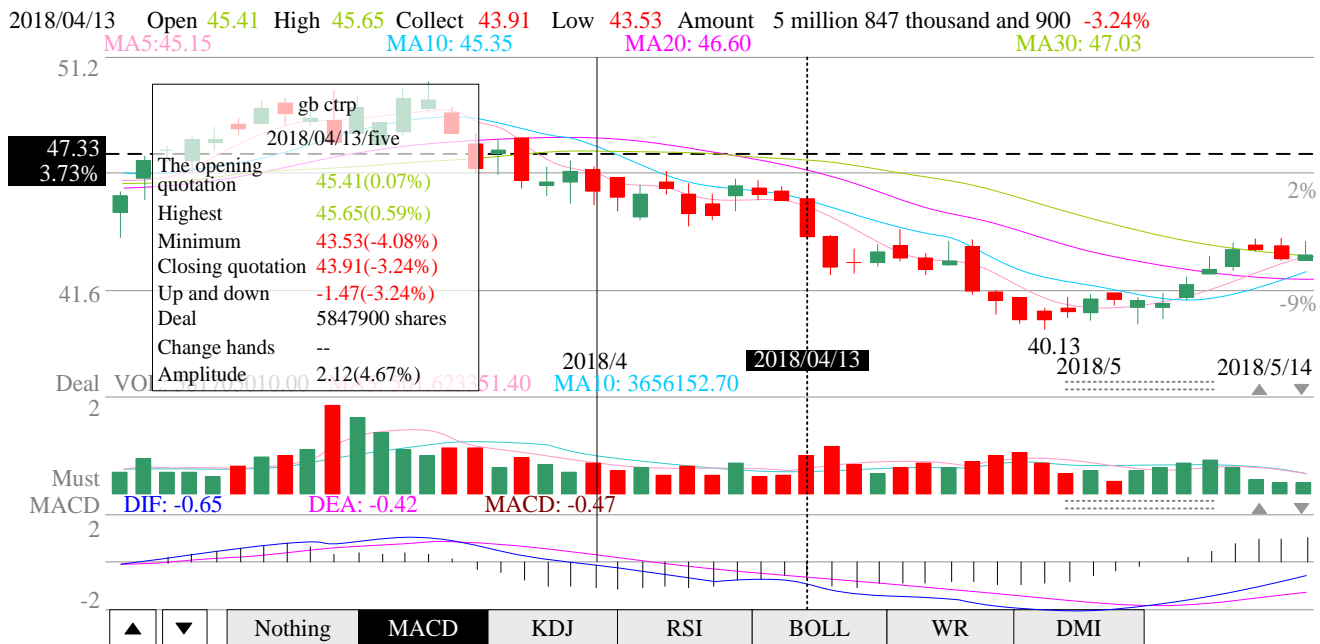 2018/04/13 Open 45.41 High 45.65 Collect 43.91 Low 43.53 Amount 5 million 847 thousand and 900 -3.24%
MA5:45.15 MA10: 45.35 MA20: 46.60 MA30: 47.03
51.2
gb ctrp
2018/04/13/five
47.33
3.73%
The opening
quotation 45.41(0.07%)
2%
Highest 45.65(0.59%)
Minimum 43.53(-4.08%)
Closing quotation 43.91(-3.24%)
41.6
Up and down -1.47(-3.24%)
-9%
Deal 5847900 shares
Change hands --
40.13
Amplitude 2.12(4.67%)
2018/4 2018/04/13 2018/5 2018/5/14
Deal MA10: 3656152.70
2
Must
MACD DIF: -0.65 DEA: -0.42 MACD: -0.47
2
-2
Nothing MACD KDJ RSI BOLL WR DMI